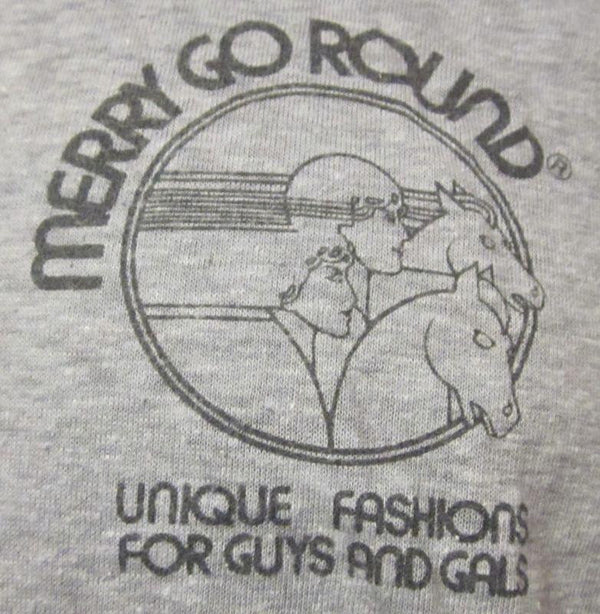 MERRY GO ROUND®
UNIQUE FASHIONS
FOR GUYS AND GALS